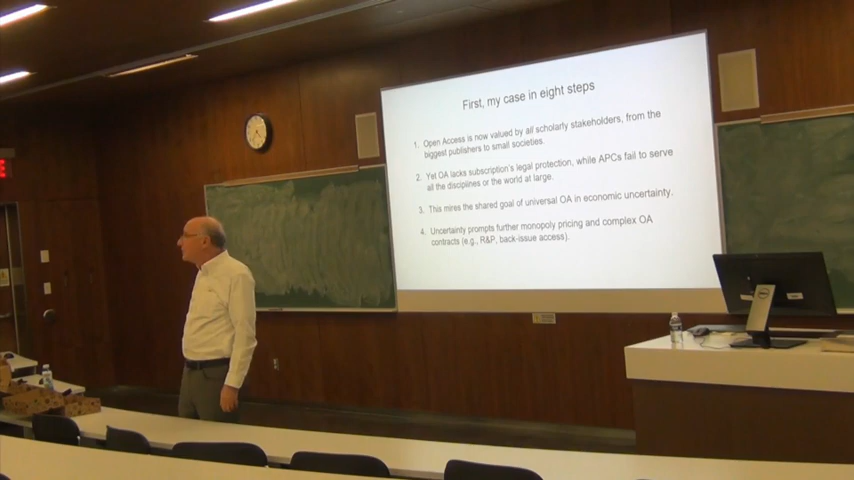 First, my case in eight steps
1. Open Access is now valued by all scholarly stakeholders, from the
biggest publishers to small societies.
2. Yet OA lacks subscription's legal protection, while APCs fail to serve
all the disciplines or the world at large.
3. This mires the shared goal of universal OA in economic uncertainty.
4. Uncertainty prompts further monopoly pricing and complex OA
contracts (e.g., R&P, back-issue access).
DELL